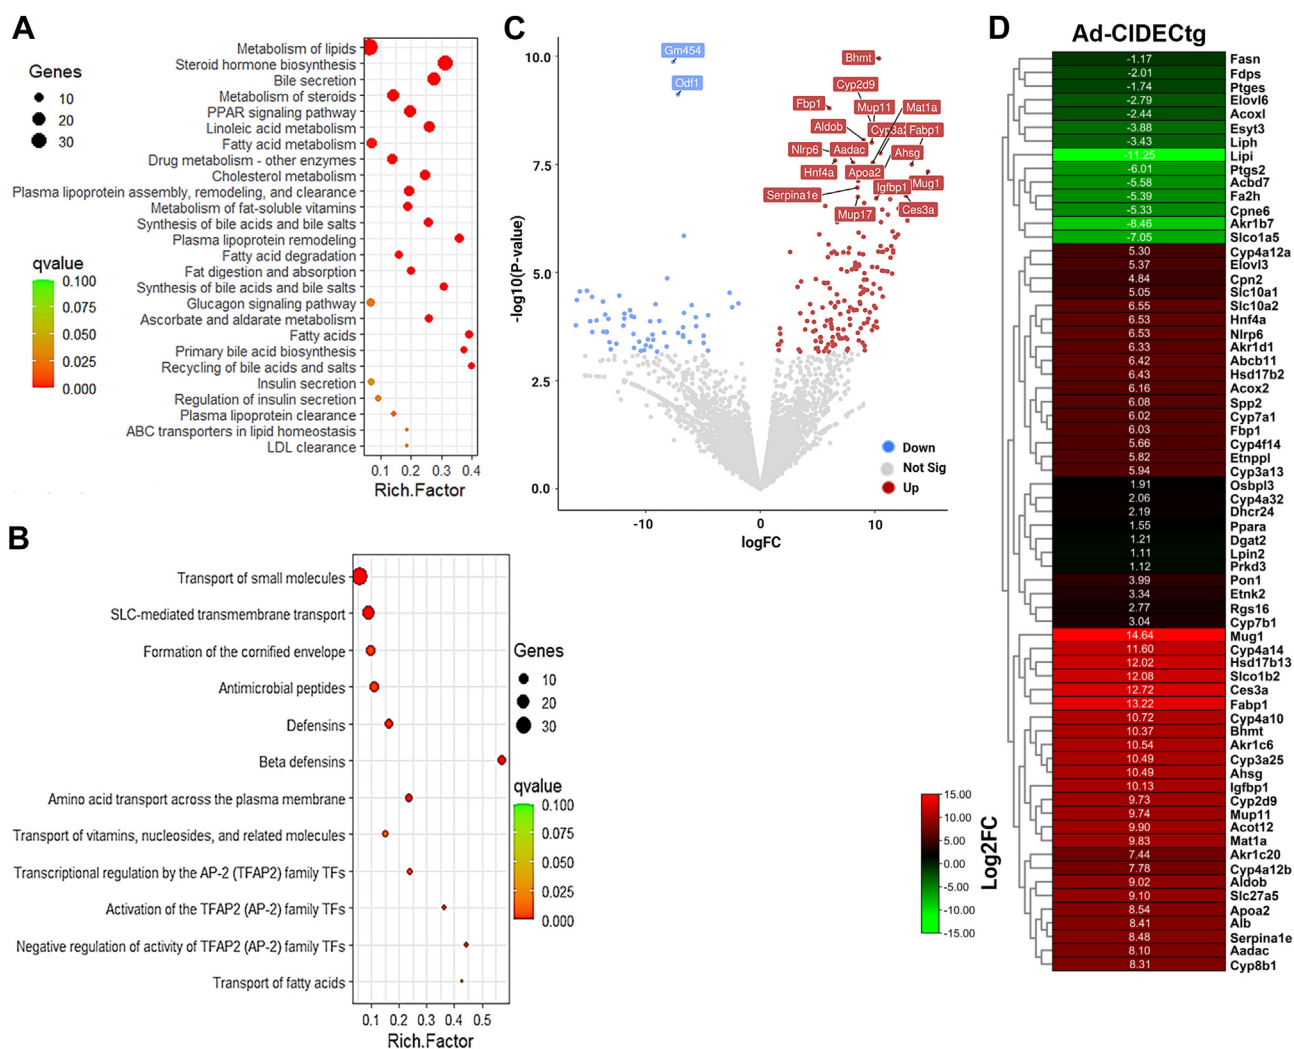 A
Metabolism of lipids
Steroid hormone biosynthesis
Bile secretion
Metabolism of steroids
PPAR signaling pathway
Linoleic acid metabolism
Fatty acid metabolism
Drug metabolism - other enzymes
Cholesterol metabolism
Plasma lipoprotein assembly, remodeling, and clearance
Metabolism of fat-soluble vitamins
Synthesis of bile acids and bile salts
Plasma lipoprotein remodeling
Fatty acid degradation
Fat digestion and absorption
Synthesis of bile acids and bile salts
Glucagon signaling pathway
Ascorbate and aldarate metabolism
Fatty acids
Primary bile acid biosynthesis
Recycling of bile acids and salts
Insulin secretion
Regulation of insulin secretion
Plasma lipoprotein clearance
ABC transporters in lipid homeostasis
LDL clearance
0.1 0.2 0.3 0.4
Rich.Factor
Genes
10
20
30
qvalue
0.100
0.075
0.050
0.025
0.000
B
Transport of small molecules
SLC-mediated transmembrane transport
Formation of the cornified envelope
Antimicrobial peptides
Defensins
Beta defensins
Amino acid transport across the plasma membrane
Transport of vitamins, nucleosides, and related molecules
Transcriptional regulation by the AP-2 (TFAP2) family TFs
Activation of the TFAP2 (AP-2) family TFs
Negative regulation of activity of TFAP2 (AP-2) family TFs
Transport of fatty acids
0.1 0.2 0.3 0.4 0.5
Rich.Factor
Genes
10
20
30
qvalue
0.100
0.075
0.050
0.025
0.000
C
-log10(P-value)
10.0
7.5
5.0
2.5
0.0
-10 0 10
logFC
Gm454
Odf1
Bhmt
Cyp2d9
Fbp1
Mup11
Mat1a
Aldob
Cyp3a2
Fabp1
Nlrp6
Aadac
Ahsg
Hnf4a
Apoa2
Serpina1e
Igfbp1
Mug1
Mup17
Ces3a
Down
Not Sig
Up
D
Ad-CIDECtg
-1.17 Fasn
-2.01 Fdps
-1.74 Ptges
-2.79 Elovl6
-2.44 Acoxl
-3.88 Esyt3
-3.43 Liph
-11.25 Lipi
-6.01 Ptgs2
-5.58 Acbd7
-5.39 Fa2h
-5.33 Cpne6
-8.46 Akr1b7
-7.05 Slco1a5
5.30 Cyp4a12a
5.37 Elovl3
4.84 Cpn2
5.05 Slc10a1
6.55 Slc10a2
6.53 Hnf4a
6.53 Nlrp6
6.33 Akr1d1
6.42 Abcb11
6.43 Hsd17b2
6.16 Acox2
6.08 Spp2
6.02 Cyp7a1
6.03 Fbp1
5.66 Cyp4f14
5.82 Etnppl
5.94 Cyp3a13
1.91 Osbpl3
2.06 Cyp4a32
2.19 Dhcr24
1.55 Ppara
1.21 Dgat2
1.11 Lpin2
1.12 Prkd3
3.99 Pon1
3.34 Etnk2
2.77 Rgs16
3.04 Cyp7b1
14.64 Mug1
11.60 Cyp4a14
12.02 Hsd17b13
12.08 Slco1b2
12.72 Ces3a
13.22 Fabp1
10.72 Cyp4a10
10.37 Bhmt
10.54 Akr1c6
10.49 Cyp3a25
10.49 Ahsg
10.13 Igfbp1
9.73 Cyp2d9
9.74 Mup11
9.90 Acot12
9.83 Mat1a
7.44 Akr1c20
7.78 Cyp4a12b
9.02 Aldob
9.10 Slc27a5
8.54 Apoa2
8.41 Alb
8.48 Serpina1e
8.10 Aadac
8.31 Cyp8b1
15.00
10.00
5.00
0.00
-5.00
-10.00
-15.00
Log2FC